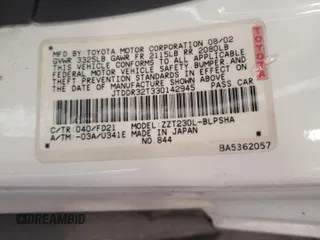 MFD. BY TOYOTA MOTOR CORPORATION 08/02
GVWR 3325LB GAWR FR 2115LB RR 2080LB
THIS VEHICLE CONFORMS TO ALL APPLICABLE
FEDERAL MOTOR VEHICLE SAFETY, BUMPER AND
THEFT PREVENTION STANDARDS IN EFFECT ON
THE DATE OF MANUFACTURE SHOWN ABOVE.
JTDDR32T330142945 PASS. CAR
TOYOTA
C/TR: 040/FD21 MODEL: ZZT230L-BLPSHA
A/TM: -03A/U341E MADE IN JAPAN
NO. 844
BA5362057
DREAMBID